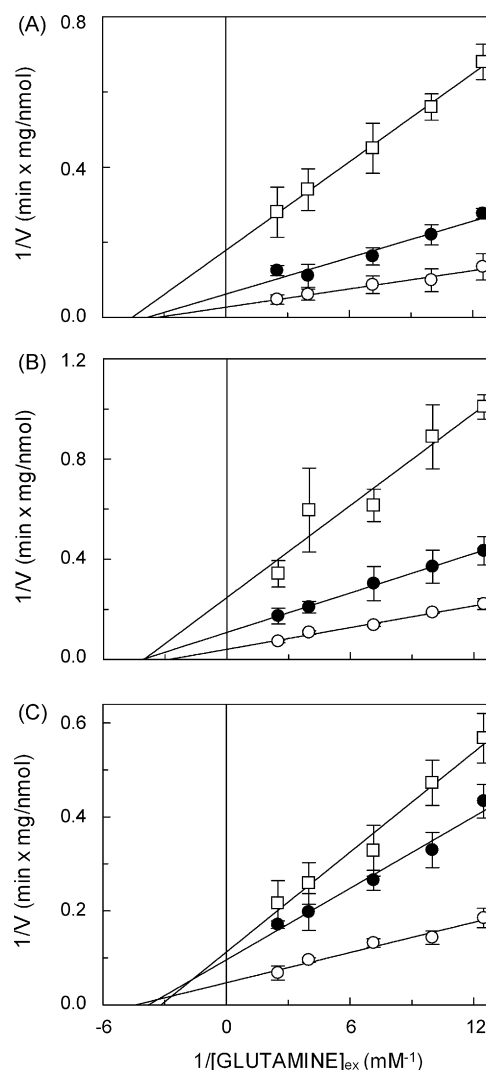 (A)
0.8
0.4
0.0
1/V (min x mg/nmol)
(B)
1.2
0.8
0.4
0.0
1/V (min x mg/nmol)
(C)
0.6
0.4
0.2
0.0
1/V (min x mg/nmol)
-6 0 6 12
1/[GLUTAMINE]ex (mM-1)